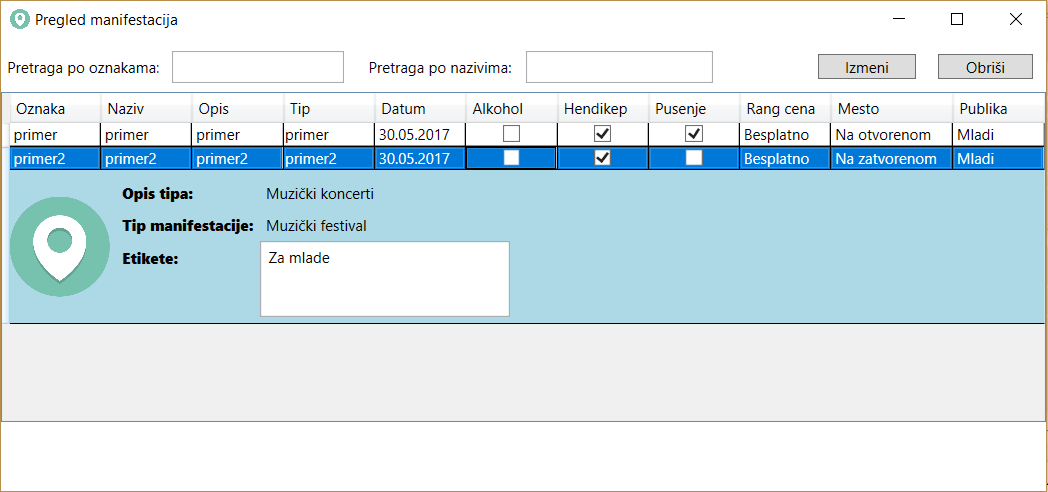 Pregled manifestacija
Pretraga po oznakama: Pretraga po nazivima: Izmeni Obriši
Oznaka Naziv Opis Tip Datum Alkohol Hendikep Pusenje Rang cena Mesto Publika
primer primer primer primer 30.05.2017 Besplatno Na otvorenom Mladi
primer2 primer2 primer2 primer2 30.05.2017 Besplatno Na zatvorenom Mladi
Opis tipa: Muzički koncerti
Tip manifestacije: Muzički festival
Etikete: Za mlade